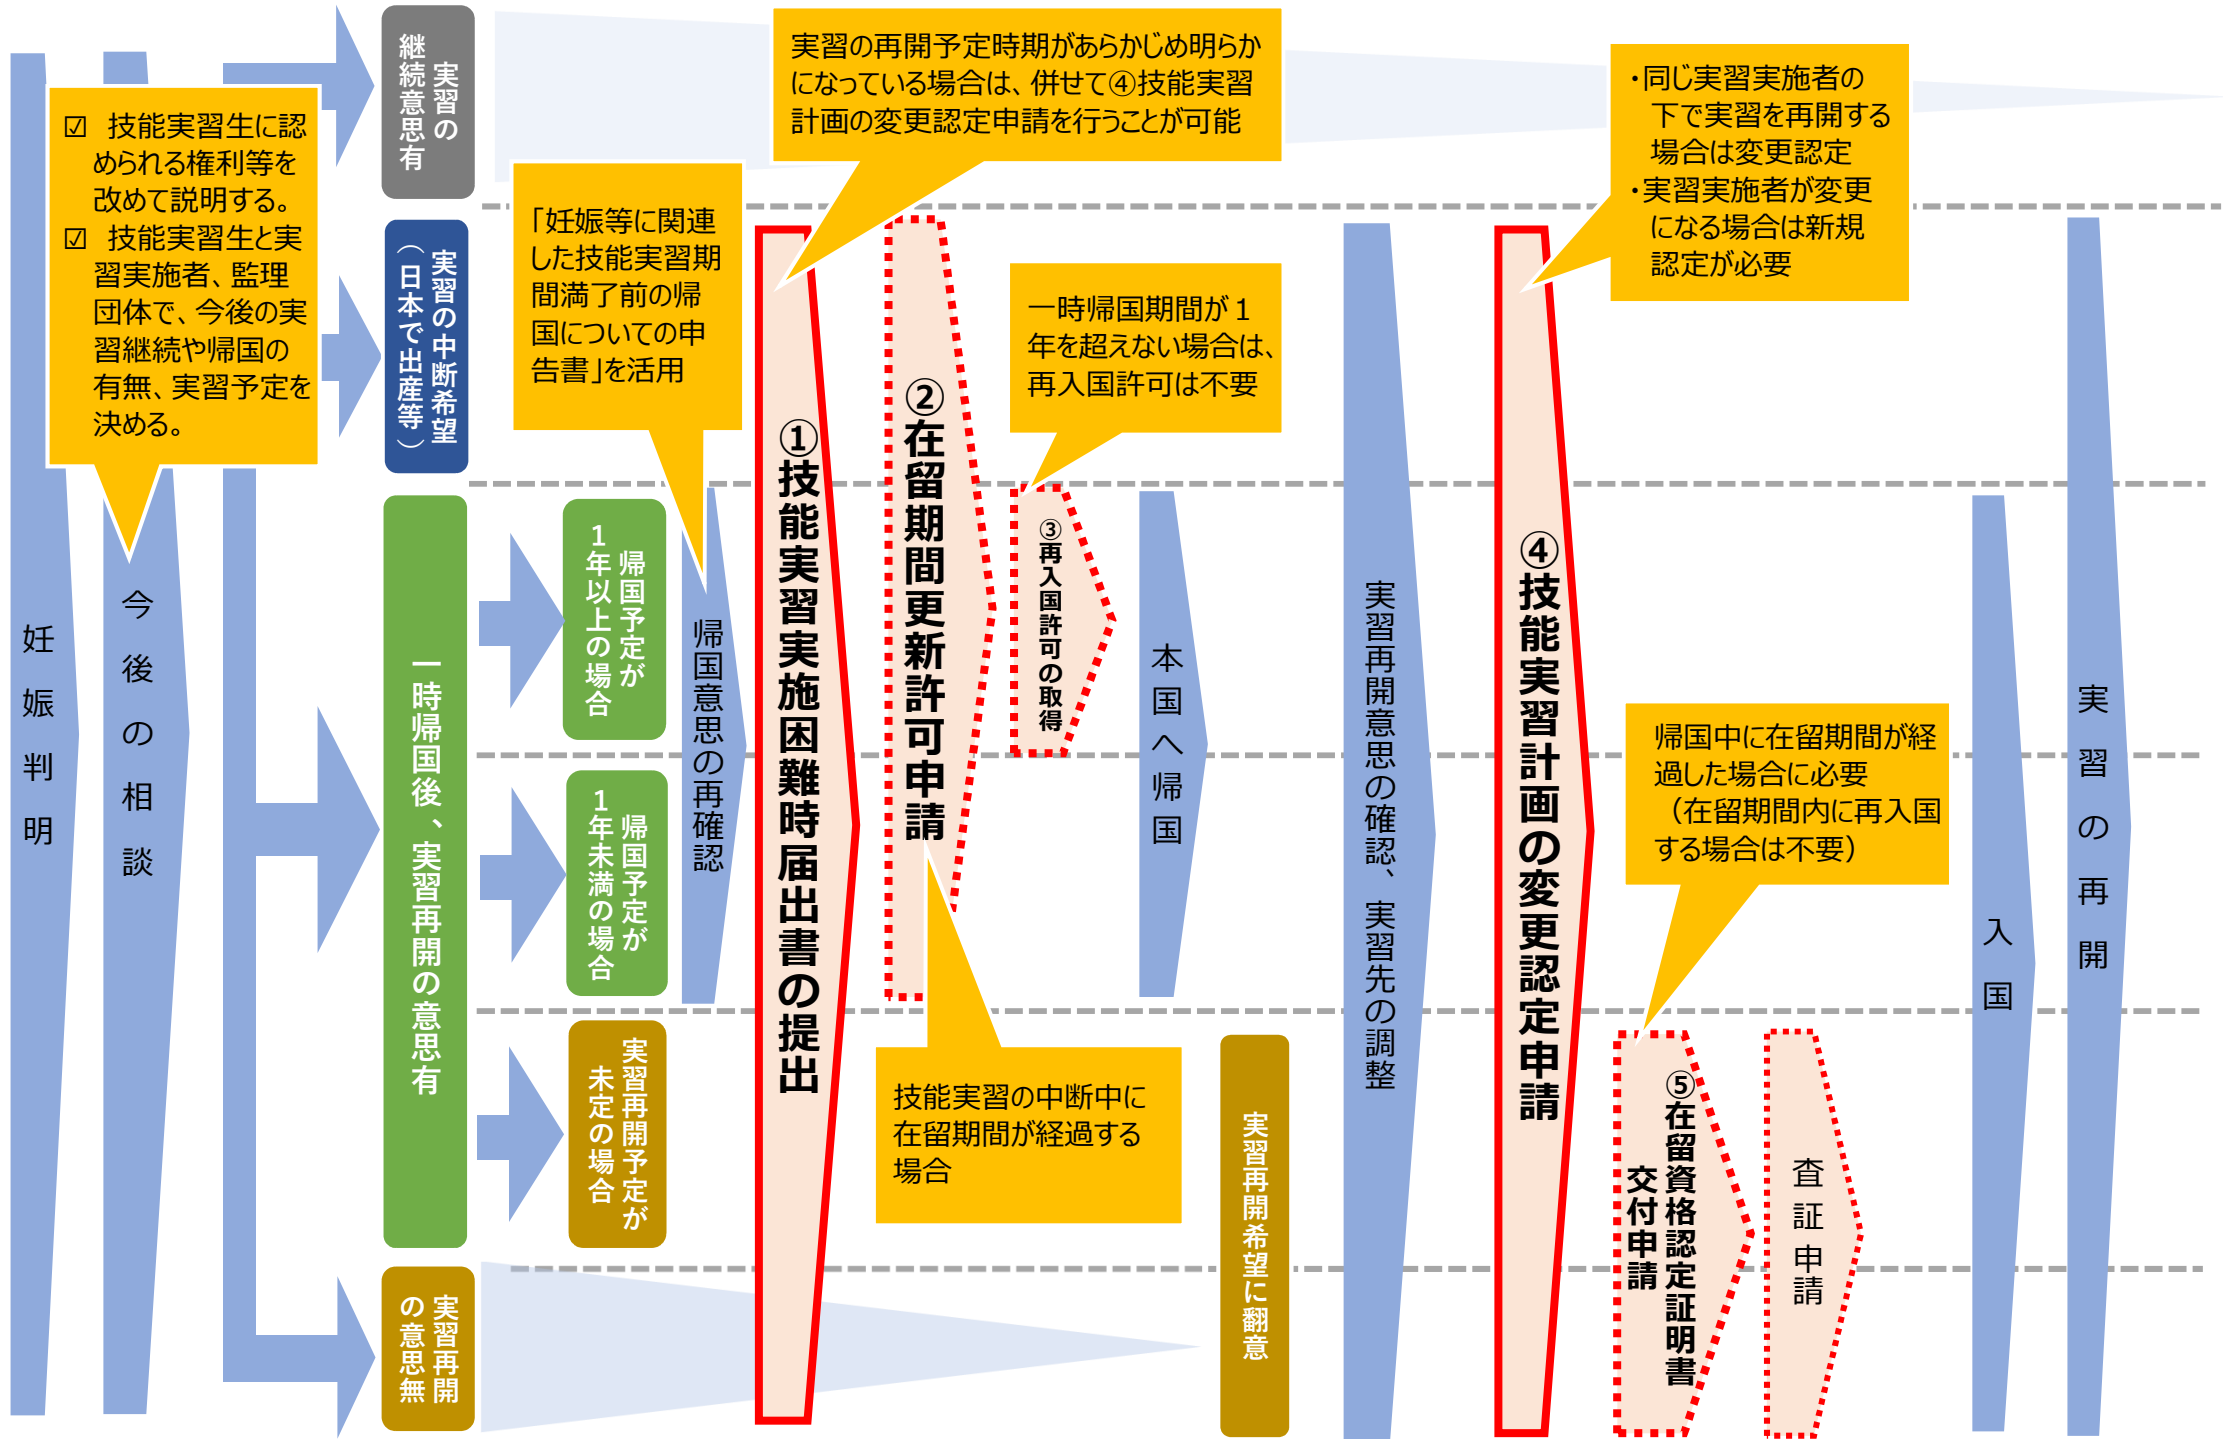 妊娠判明
今後の相談
☑ 技能実習生に認
められる権利等を
改めて説明する。
☑ 技能実習生と実
習実施者、監理
団体で、今後の実
習継続や帰国の
有無、実習予定を
決める。
実習の
継続意思有
実習の中断希望
（日本で出産等）
一時帰国後、実習再開の意思有
実習再開
の意思無
帰国予定が
１年以上の場合
帰国予定が
１年未満の場合
実習再開予定が
未定の場合
「妊娠等に関連
した技能実習期
間満了前の帰
国についての申
告書」を活用
帰国意思の再確認
実習の再開予定時期があらかじめ明らか
になっている場合は、併せて④技能実習
計画の変更認定申請を行うことが可能
①技能実習実施困難時届出書の提出
②在留期間更新許可申請
技能実習の中断中に
在留期間が経過する
場合
一時帰国期間が１
年を超えない場合は、
再入国許可は不要
③再入国許可の取得
本国へ帰国
実習再開希望に翻意
実習再開意思の確認、実習先の調整
・同じ実習実施者の
下で実習を再開する
場合は変更認定
・実習実施者が変更
になる場合は新規
認定が必要
④技能実習計画の変更認定申請
帰国中に在留期間が経
過した場合に必要
（在留期間内に再入国
する場合は不要）
⑤在留資格認定証明書
交付申請
査証申請
入国
実習の再開